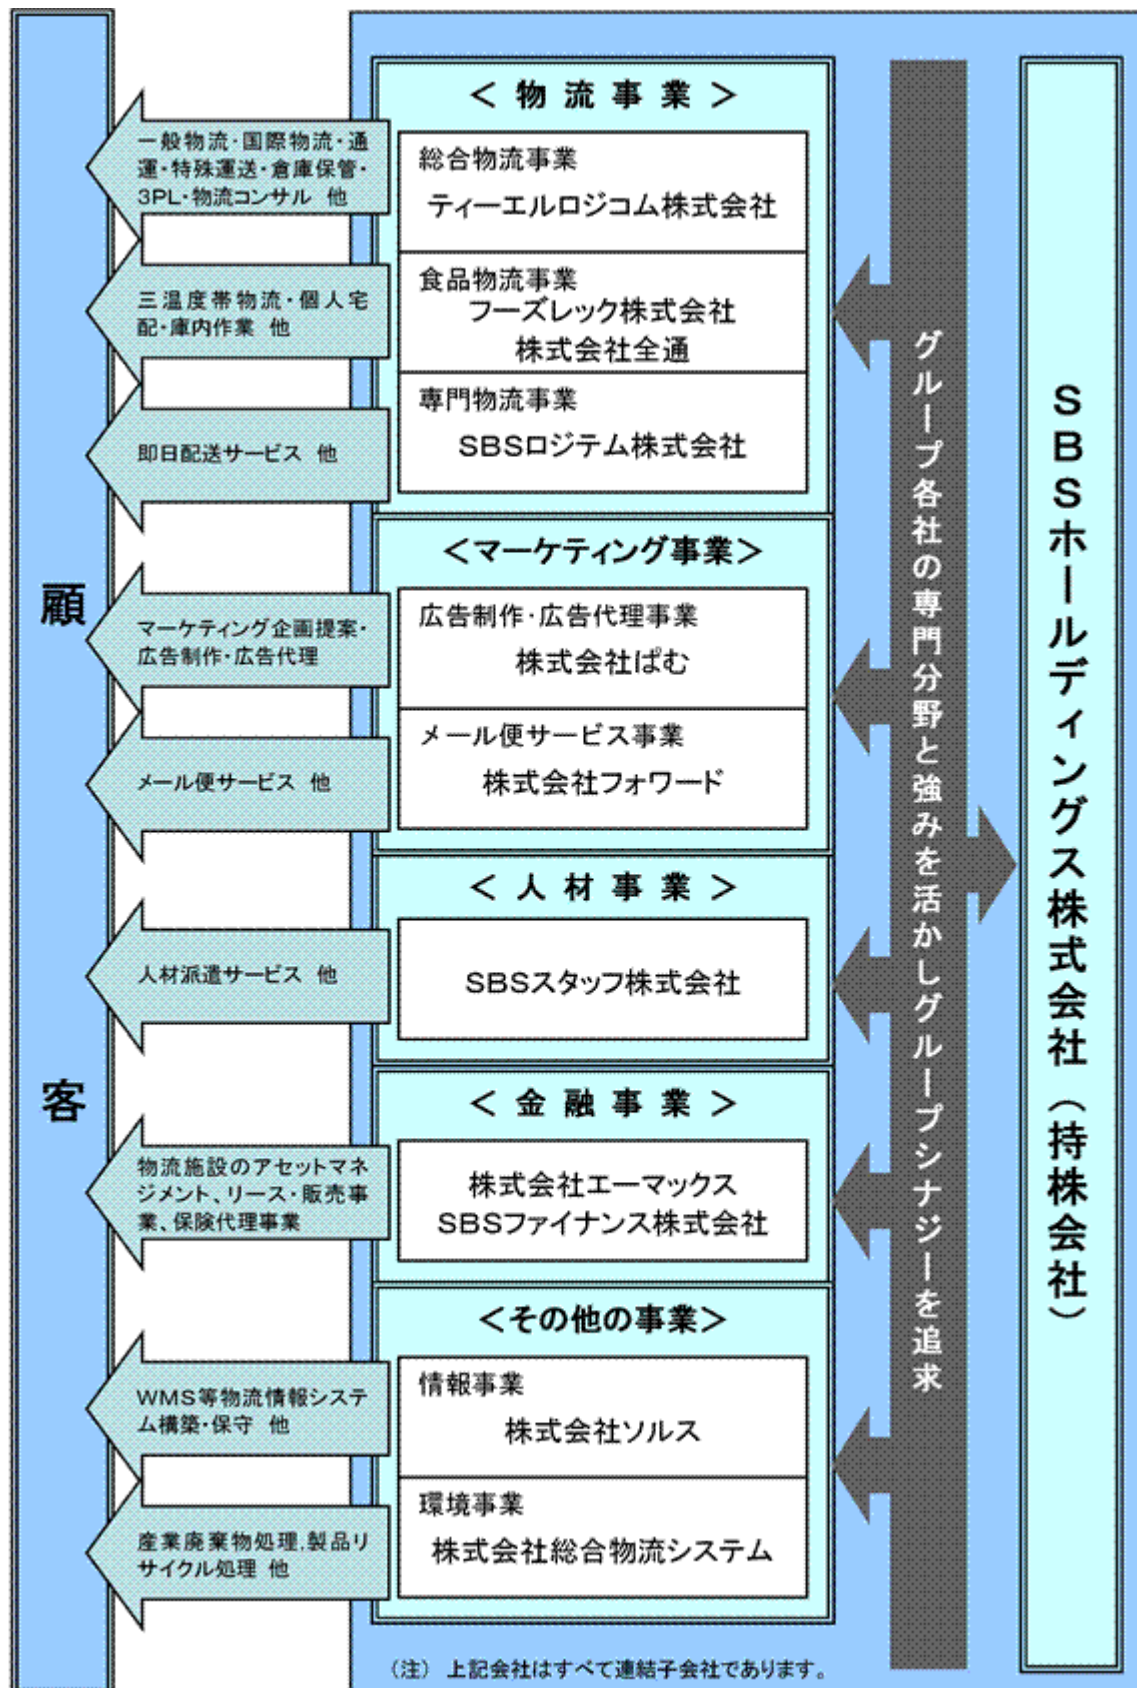 顧客
一般物流・国際物流・通
運・特殊運送・倉庫保管・
3PL・物流コンサル 他
三温度帯物流・個人宅
配・庫内作業 他
即日配送サービス 他
マーケティング企画提案・
広告制作・広告代理
メール便サービス 他
人材派遣サービス 他
物流施設のアセットマネ
ジメント、リース・販売事
業、保険代理事業
WMS等物流情報システ
ム構築・保守 他
産業廃棄物処理,製品リ
サイクル処理 他
＜ 物 流 事 業 ＞
総合物流事業
ティーエルロジコム株式会社
食品物流事業
フーズレック株式会社
株式会社全通
専門物流事業
SBSロジテム株式会社
＜マーケティング事業＞
広告制作・広告代理事業
株式会社ぱむ
メール便サービス事業
株式会社フォワード
＜ 人 材 事 業 ＞
SBSスタッフ株式会社
＜ 金 融 事 業 ＞
株式会社エーマックス
SBSファイナンス株式会社
＜その他の事業＞
情報事業
株式会社ソルス
環境事業
株式会社総合物流システム
グループ各社の専門分野と強みを活かしグループシナジーを追求
SBSホールディングス株式会社（持株会社）
（注） 上記会社はすべて連結子会社であります。